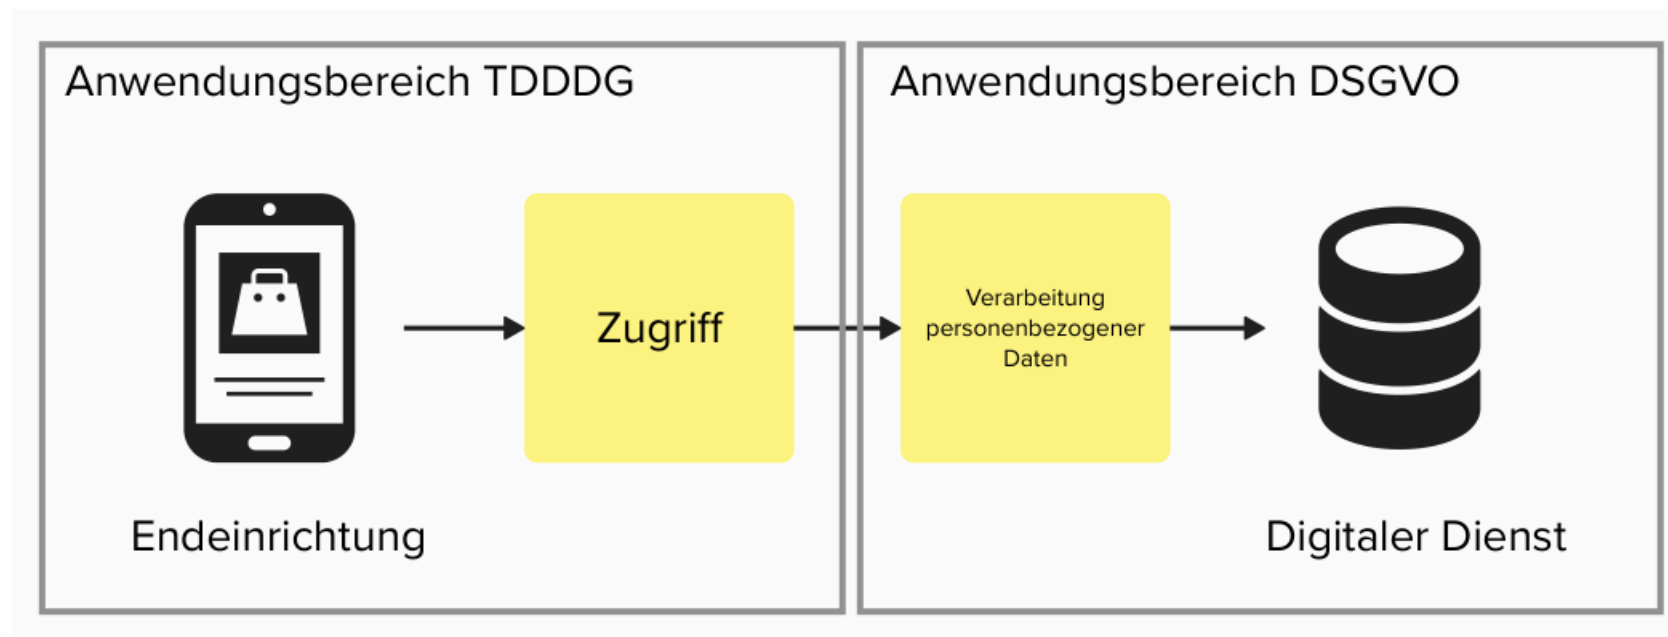 Anwendungsbereich TDDDG
Anwendungsbereich DSGVO
Zugriff
Verarbeitung
personenbezogener
Daten
Endeinrichtung
Digitaler Dienst